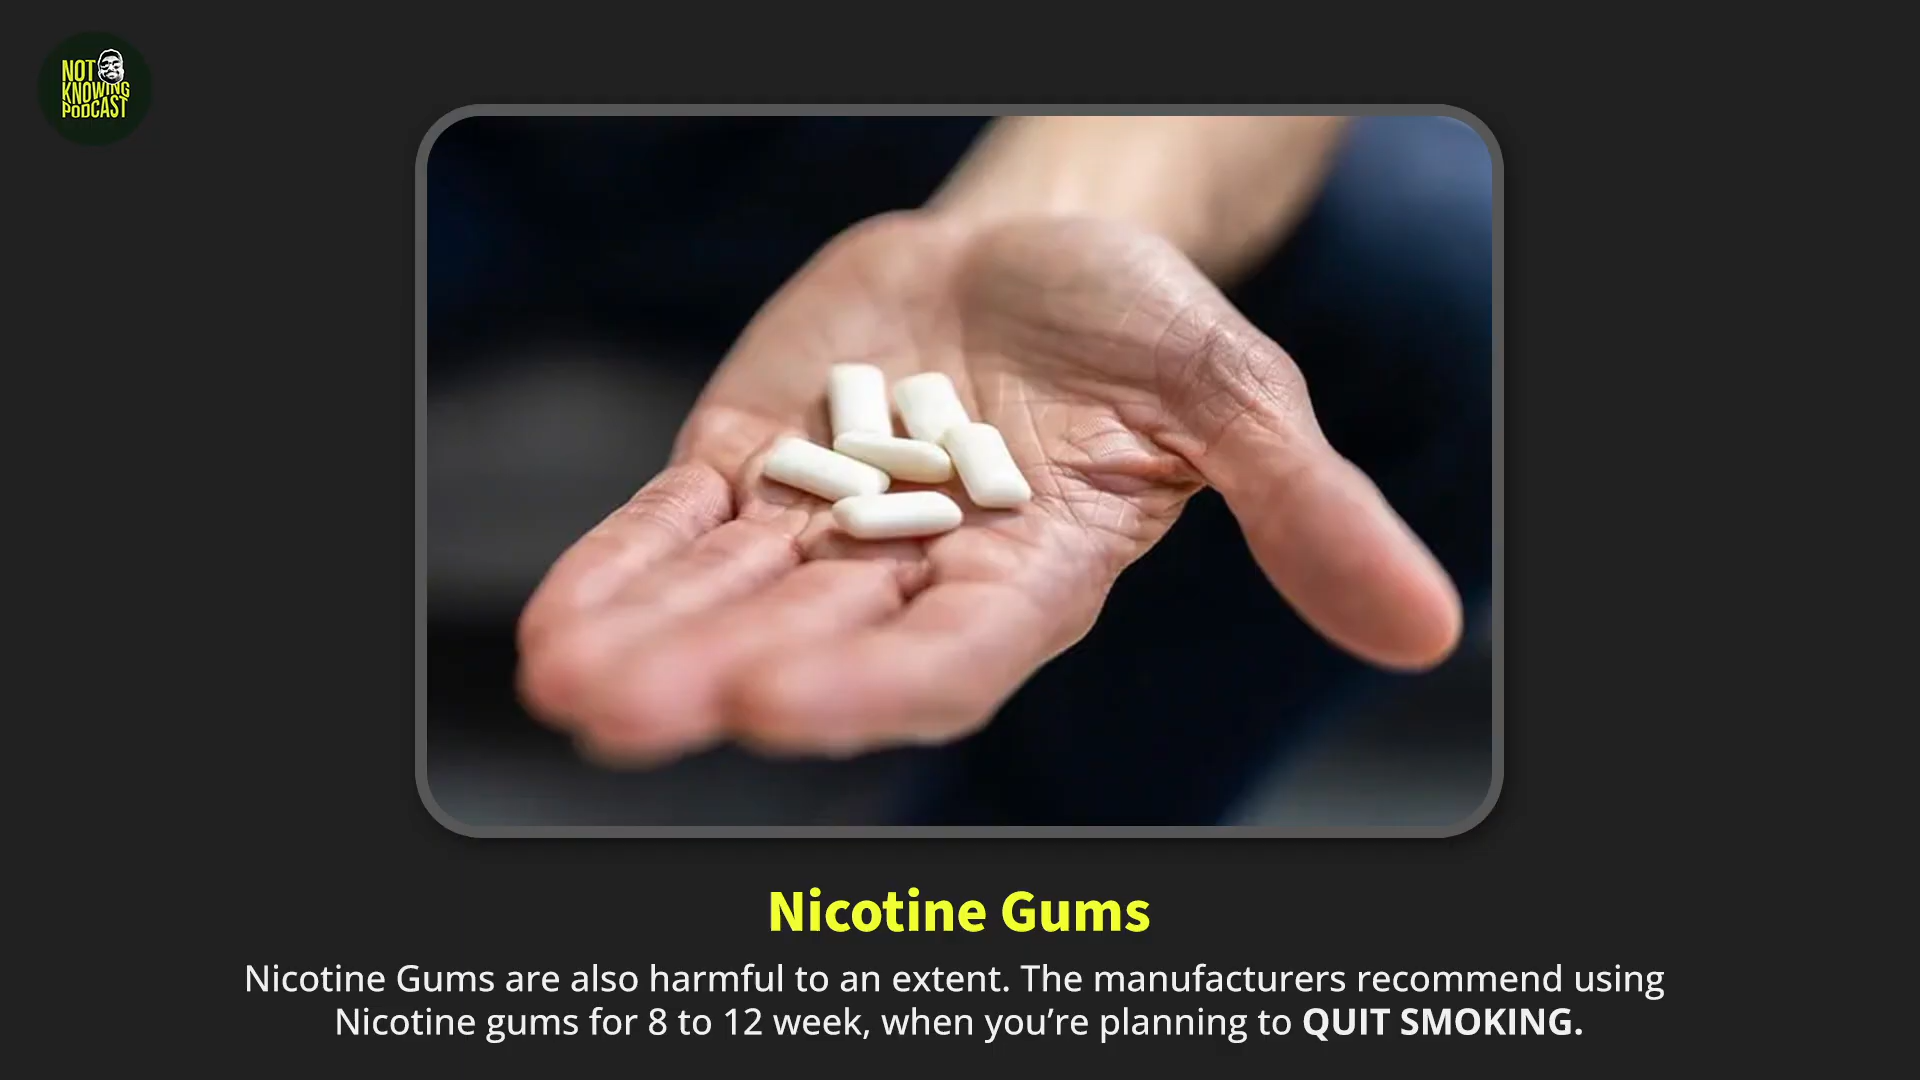 NOT
KNOWING
PODCAST
Nicotine Gums
Nicotine Gums are also harmful to an extent. The manufacturers recommend using
Nicotine gums for 8 to 12 week, when you’re planning to QUIT SMOKING.